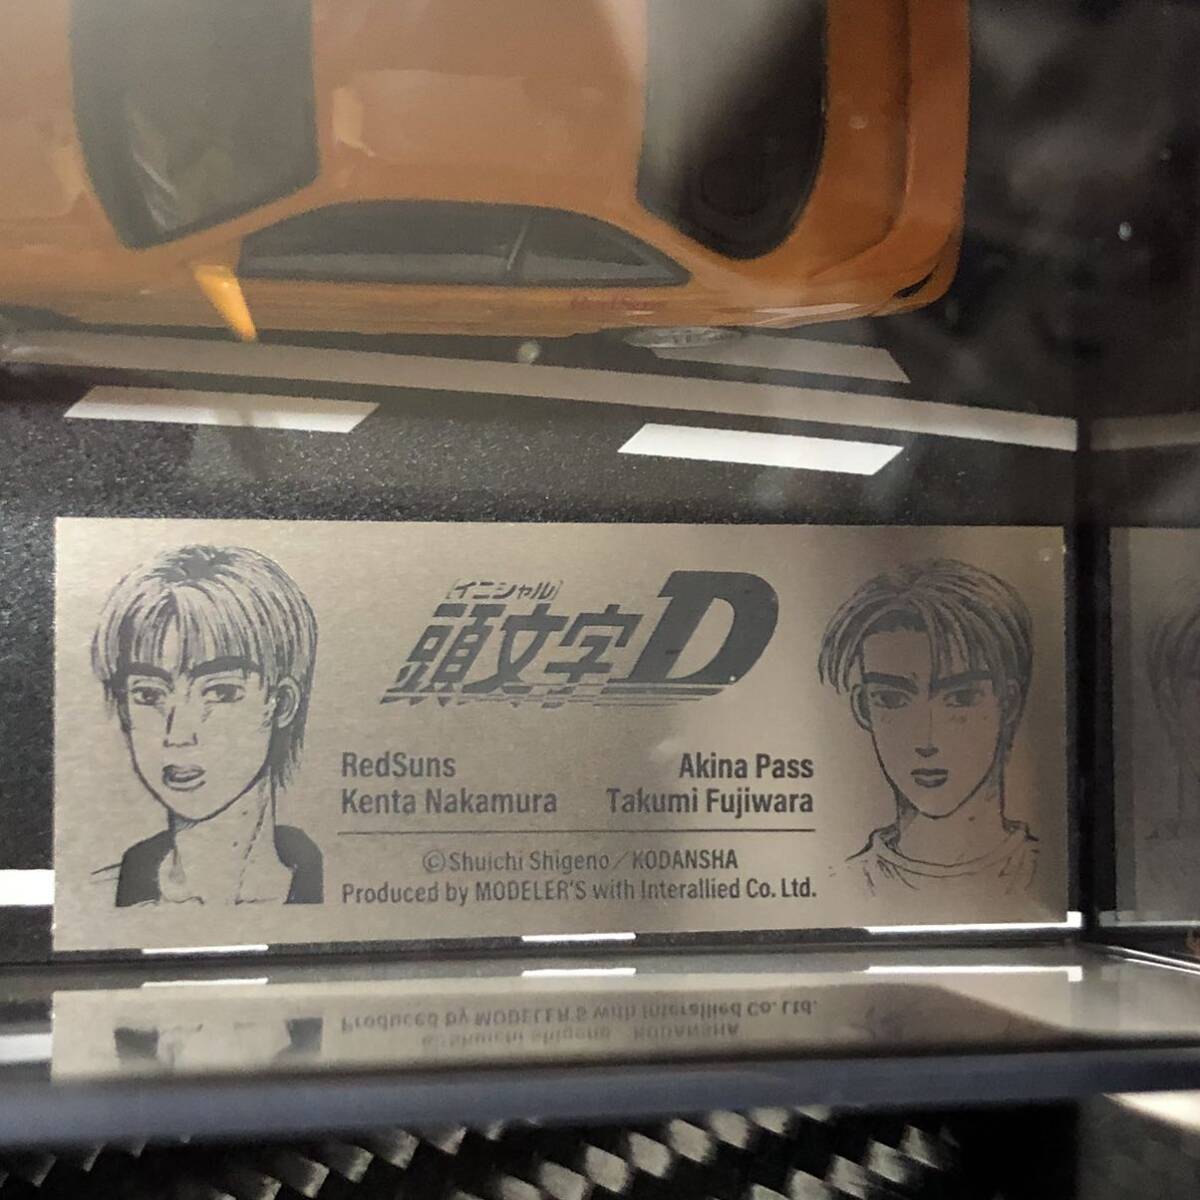 RedSuns
[イニシャル]
頭文字D
RedSuns Akina Pass
Kenta Nakamura Takumi Fujiwara
©Shuichi Shigeno/KODANSHA
Produced by MODELER'S with Interallied Co. Ltd.